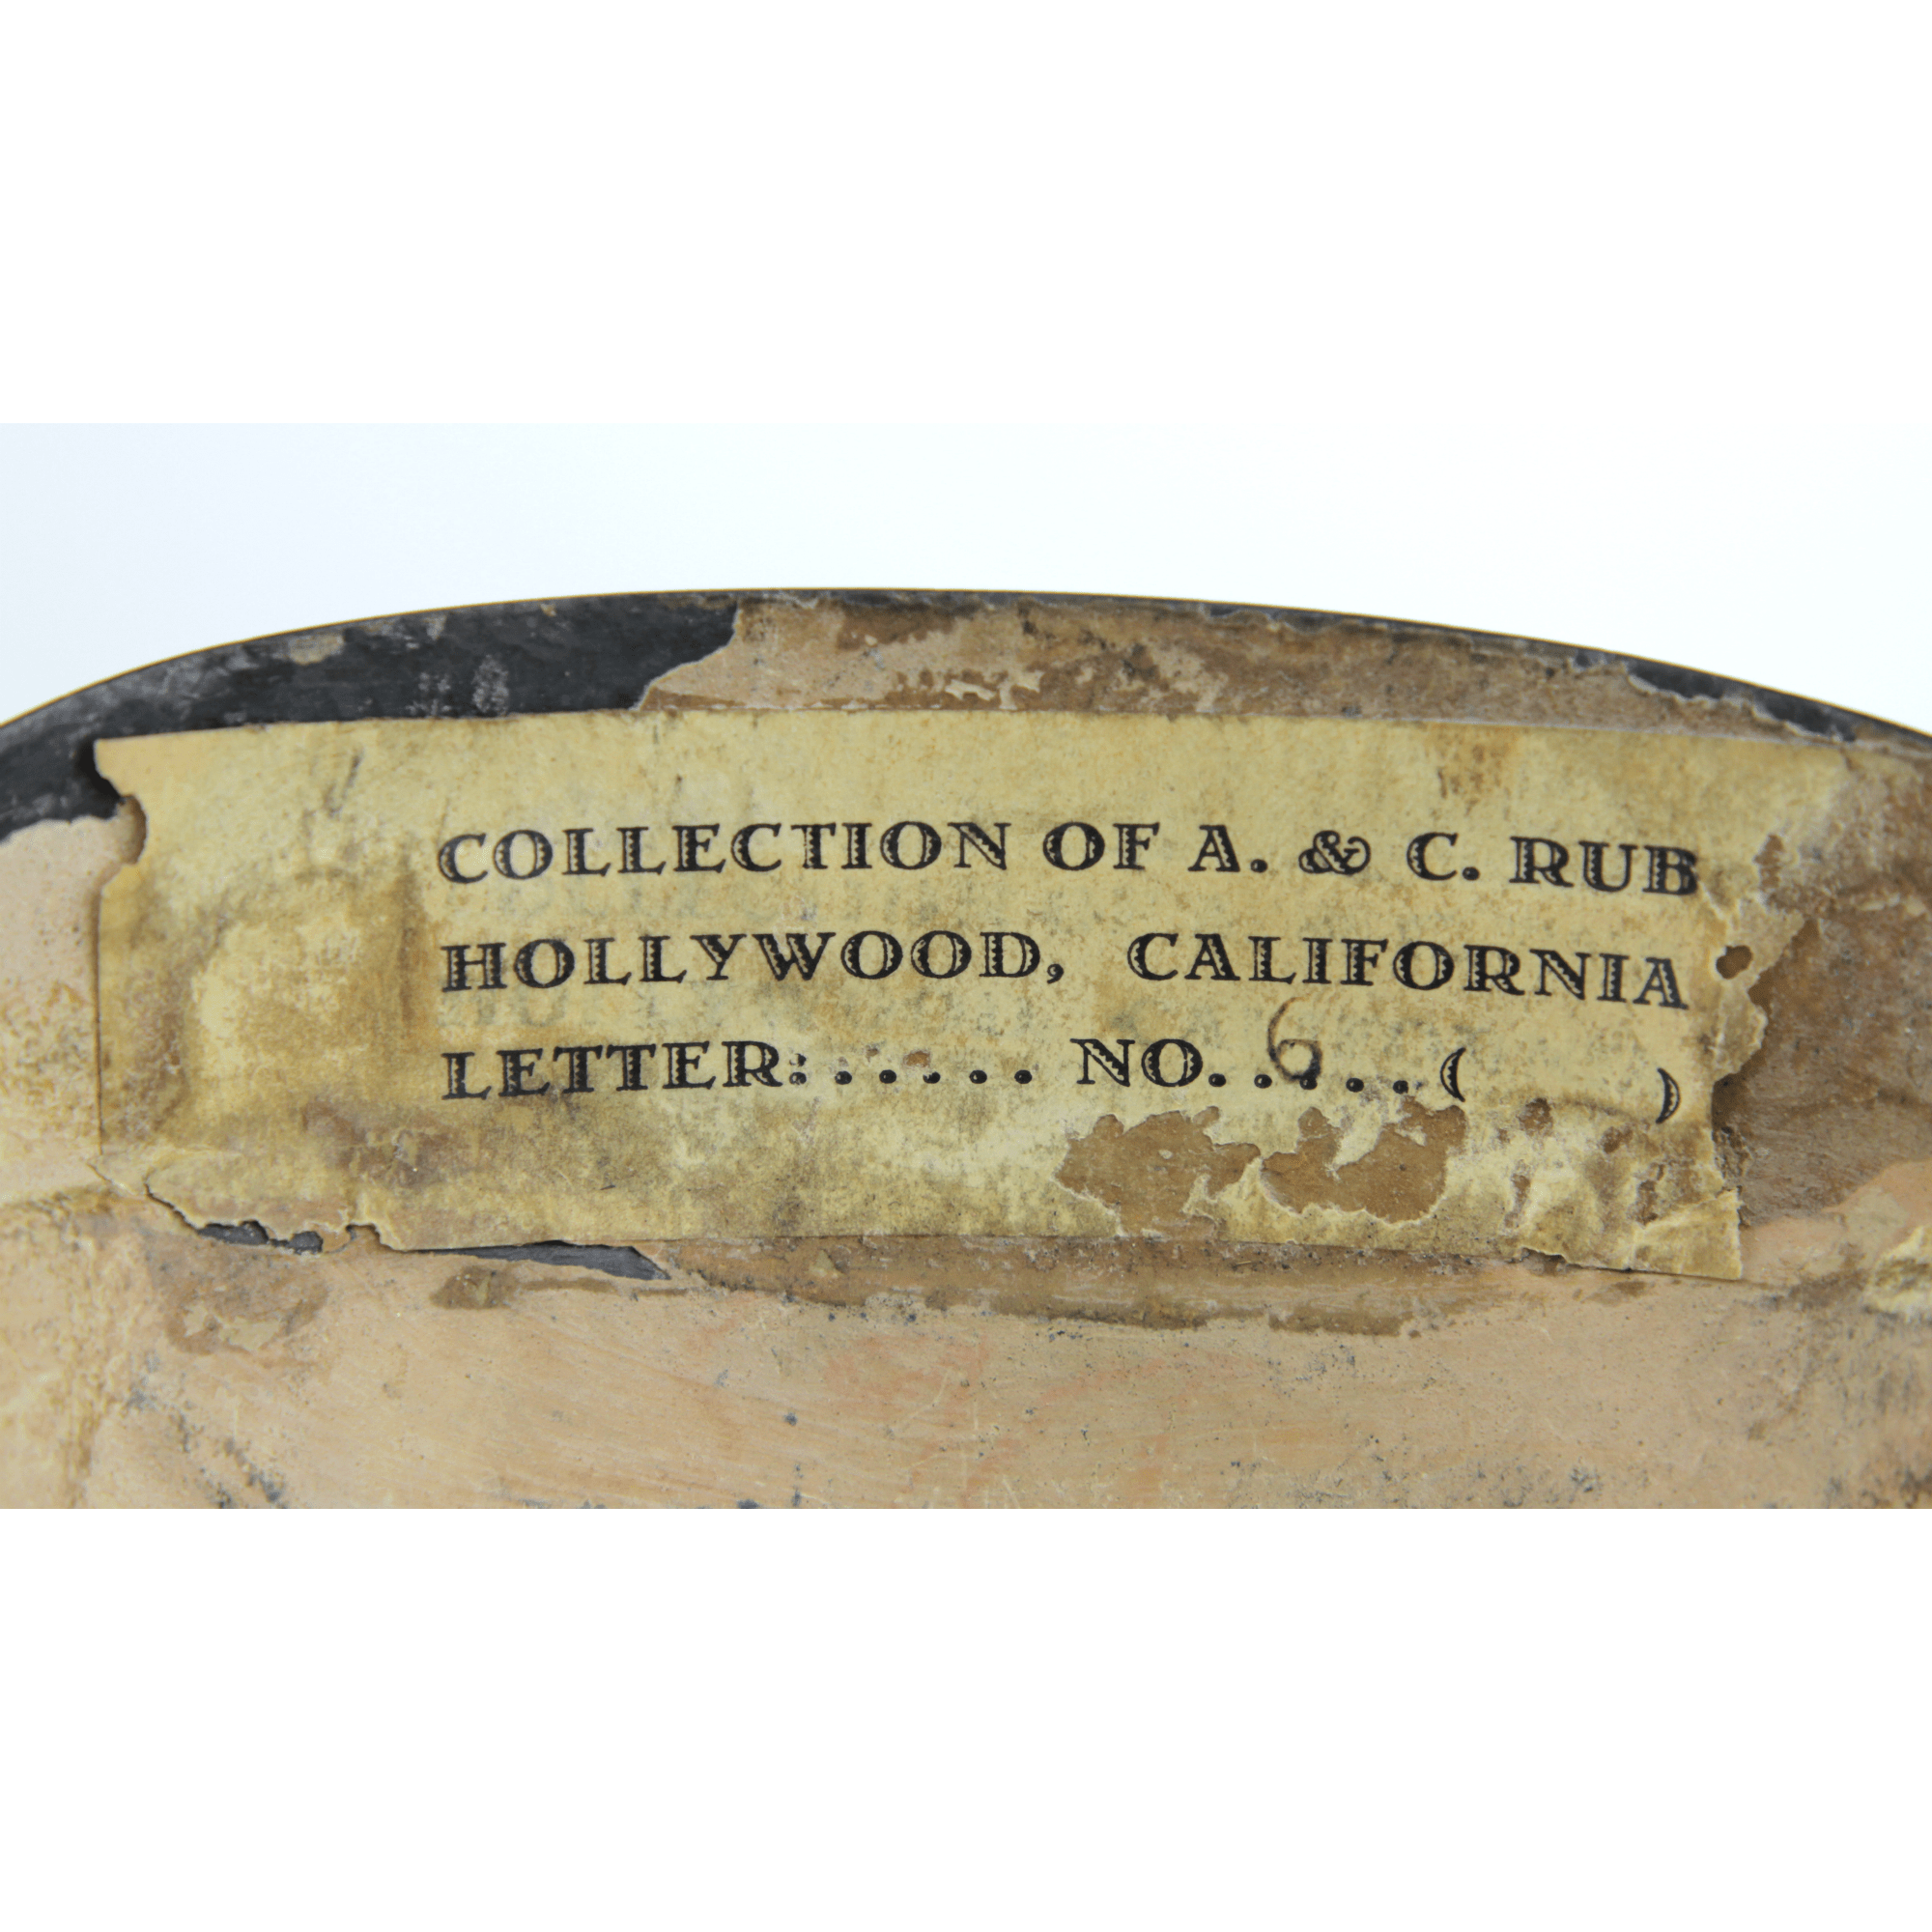 COLLECTION OF A. & C. RUB
HOLLYWOOD, CALIFORNIA
LETTER: . . . . . NO. . 6 . . . ( )